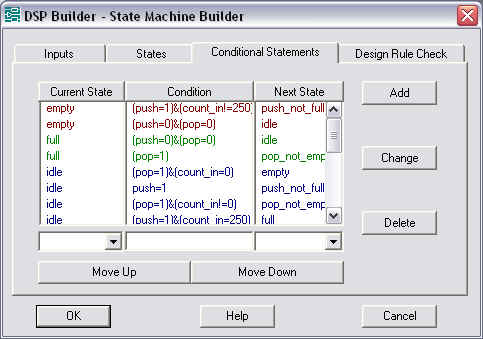 DSP Builder - State Machine Builder
Inputs States Conditional Statements Design Rule Check
Current State Condition Next State Add
empty (push=1)&(count_in!=250) push_not_full
empty (push=0)&(pop=0) idle
full (push=0)&(pop=0) idle
full (pop=1) pop_not_emp
idle (pop=1)&(count_in=0) empty
idle push=1 push_not_full
idle (pop=1)&(count_in!=0) pop_not_emp
idle (push=1)&(count_in=250) full
Change
Delete
Move Up Move Down
OK Help Cancel